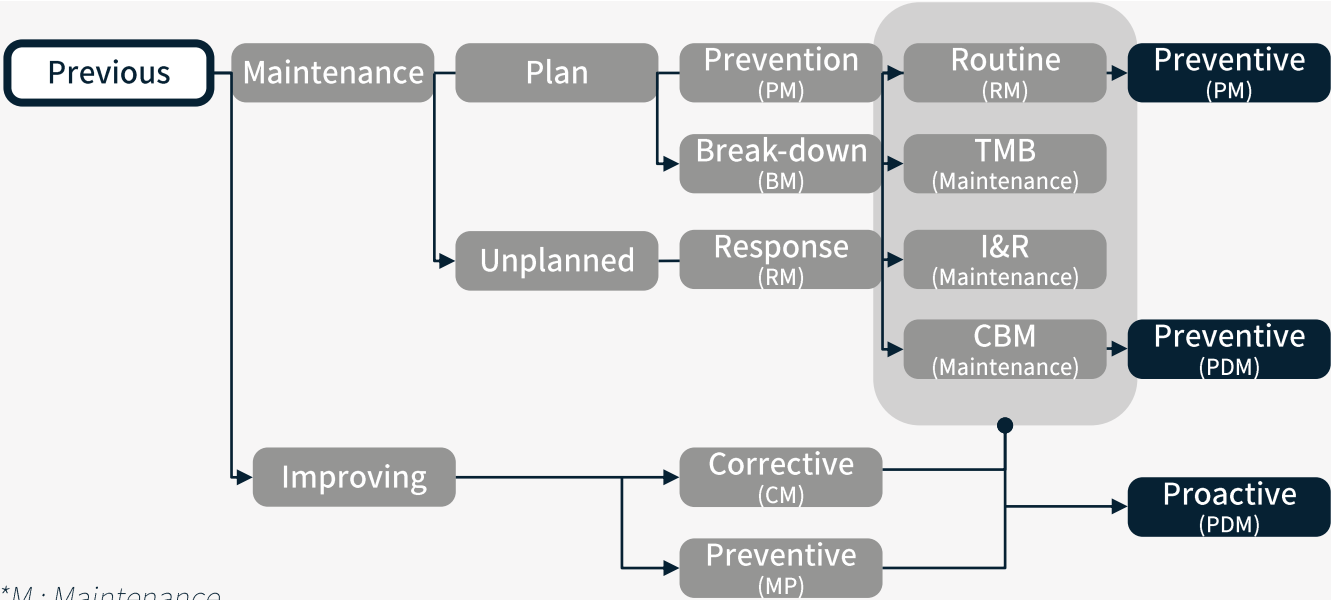 Previous
Maintenance
Plan
Prevention
(PM)
Routine
(RM)
Preventive
(PM)
Break-down
(BM)
TMB
(Maintenance)
Unplanned
Response
(RM)
I&R
(Maintenance)
CBM
(Maintenance)
Preventive
(PDM)
Improving
Corrective
(CM)
Proactive
(PDM)
Preventive
(MP)
*M : Maintenance